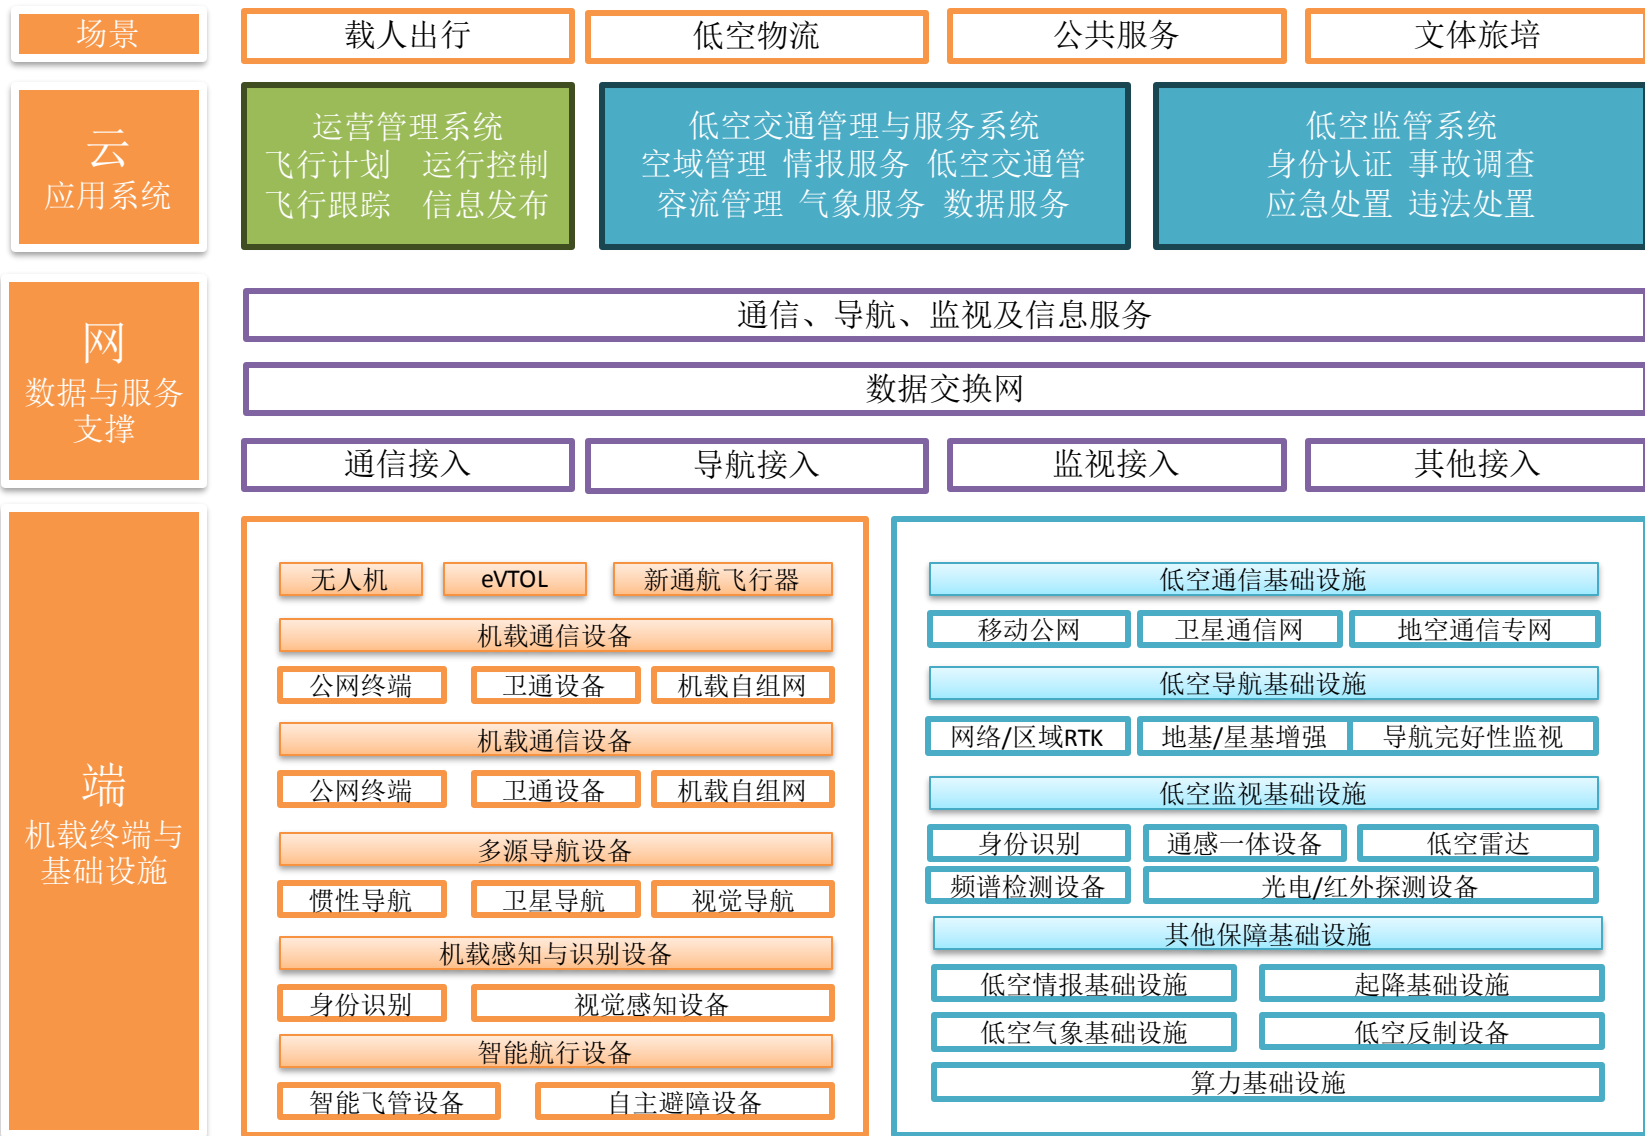 场景
载人出行
低空物流
公共服务
文体旅培
云
应用系统
运营管理系统
飞行计划 运行控制
飞行跟踪 信息发布
低空交通管理与服务系统
空域管理 情报服务 低空交通管
容流管理 气象服务 数据服务
低空监管系统
身份认证 事故调查
应急处置 违法处置
网
数据与服务
支撑
通信、导航、监视及信息服务
数据交换网
通信接入
导航接入
监视接入
其他接入
端
机载终端与
基础设施
无人机
eVTOL
新通航飞行器
机载通信设备
公网终端
卫通设备
机载自组网
机载通信设备
公网终端
卫通设备
机载自组网
多源导航设备
惯性导航
卫星导航
视觉导航
机载感知与识别设备
身份识别
视觉感知设备
智能航行设备
智能飞管设备
自主避障设备
低空通信基础设施
移动公网
卫星通信网
地空通信专网
低空导航基础设施
网络/区域RTK
地基/星基增强
导航完好性监视
低空监视基础设施
身份识别
通感一体设备
低空雷达
频谱检测设备
光电/红外探测设备
其他保障基础设施
低空情报基础设施
起降基础设施
低空气象基础设施
低空反制设备
算力基础设施